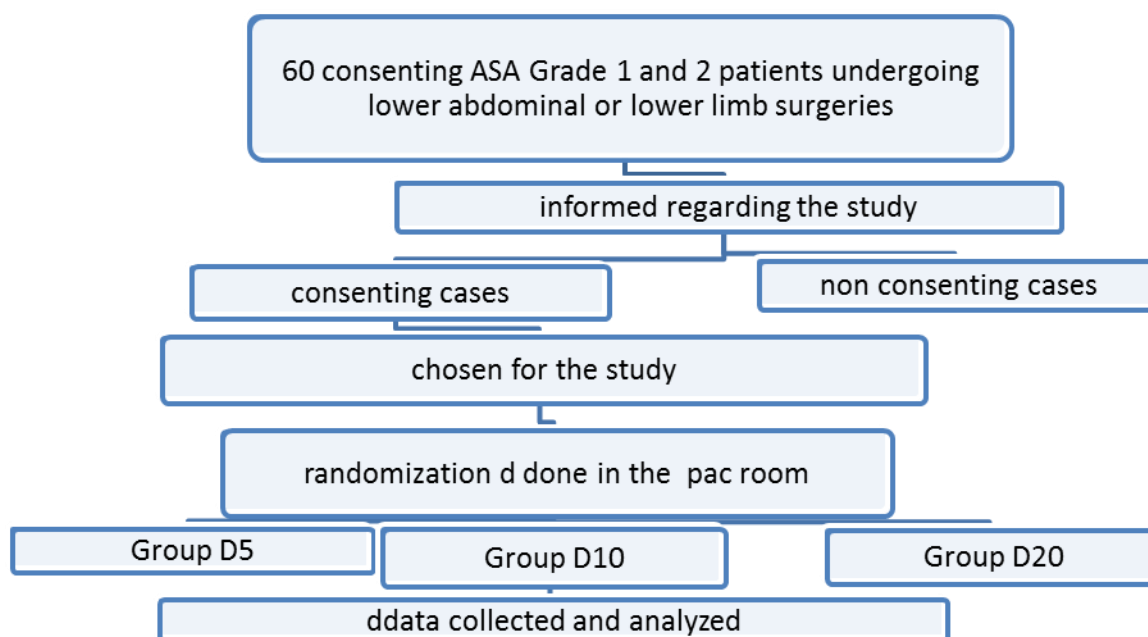 60 consenting ASA Grade 1 and 2 patients undergoing
lower abdominal or lower limb surgeries
informed regarding the study
consenting cases
non consenting cases
chosen for the study
randomization d done in the pac room
Group D5
Group D10
Group D20
ddata collected and analyzed